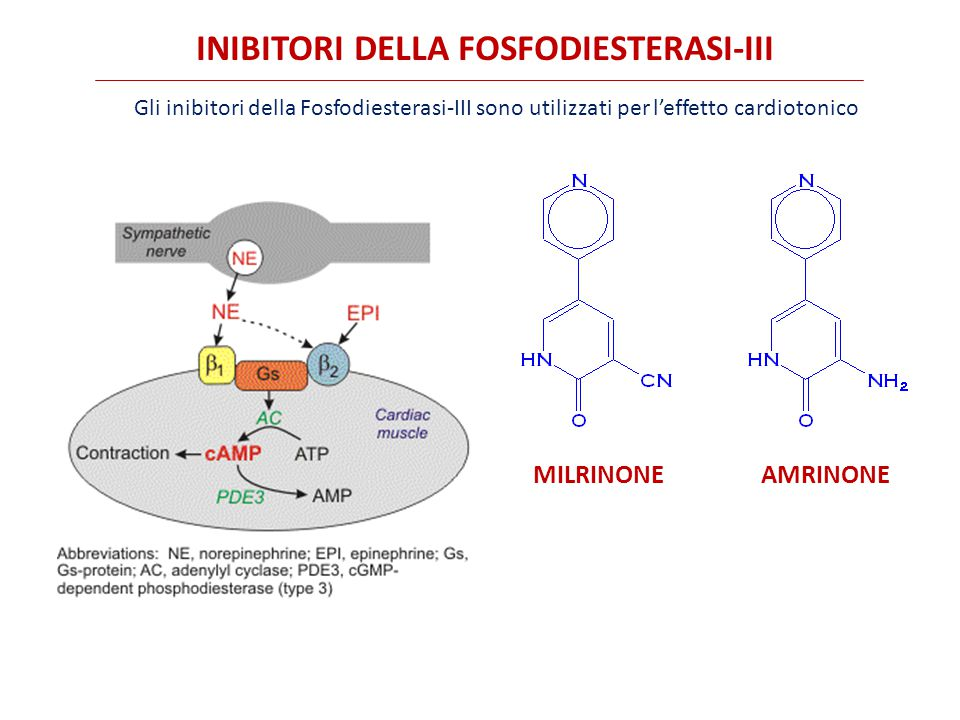 INIBITORI DELLA FOSFODIESTERASI-III
Gli inibitori della Fosfodiesterasi-III sono utilizzati per l’effetto cardiotonico
Sympathetic
nerve
NE
NE
EPI
β1
Gs
β2
AC
Cardiac
muscle
Contraction
cAMP
ATP
PDE3
AMP
Abbreviations: NE, norepinephrine; EPI, epinephrine; Gs,
Gs-protein; AC, adenylyl cyclase; PDE3, cGMP-
dependent phosphodiesterase (type 3)
N
HN
CN
O
MILRINONE
N
HN
NH2
O
AMRINONE